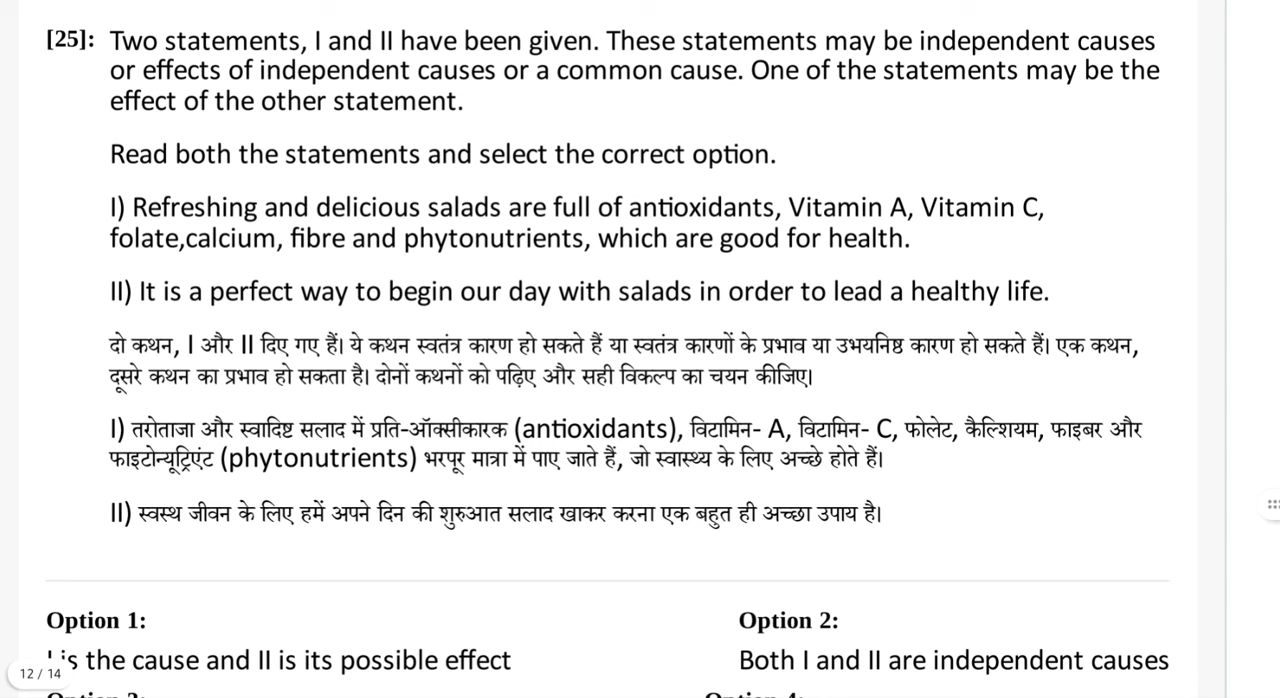 [25]: Two statements, I and II have been given. These statements may be independent causes
or effects of independent causes or a common cause. One of the statements may be the
effect of the other statement.
Read both the statements and select the correct option.
I) Refreshing and delicious salads are full of antioxidants, Vitamin A, Vitamin C,
folate,calcium, fibre and phytonutrients, which are good for health.
II) It is a perfect way to begin our day with salads in order to lead a healthy life.
दो कथन, I और II दिए गए हैं। ये कथन स्वतंत्र कारण हो सकते हैं या स्वतंत्र कारणों के प्रभाव या उभयनिष्ठ कारण हो सकते हैं। एक कथन,
दूसरे कथन का प्रभाव हो सकता है। दोनों कथनों को पढ़िए और सही विकल्प का चयन कीजिए।
I) तरोताजा और स्वादिष्ट सलाद में प्रति-ऑक्सीकारक (antioxidants), विटामिन- A, विटामिन- C, फोलेट, कैल्शियम, फाइबर और
फाइटोन्यूट्रिएंट (phytonutrients) भरपूर मात्रा में पाए जाते हैं, जो स्वास्थ्य के लिए अच्छे होते हैं।
II) स्वस्थ जीवन के लिए हमें अपने दिन की शुरुआत सलाद खाकर करना एक बहुत ही अच्छा उपाय है।
Option 1:
Option 2:
is the cause and II is its possible effect
Both I and II are independent causes
12 / 14